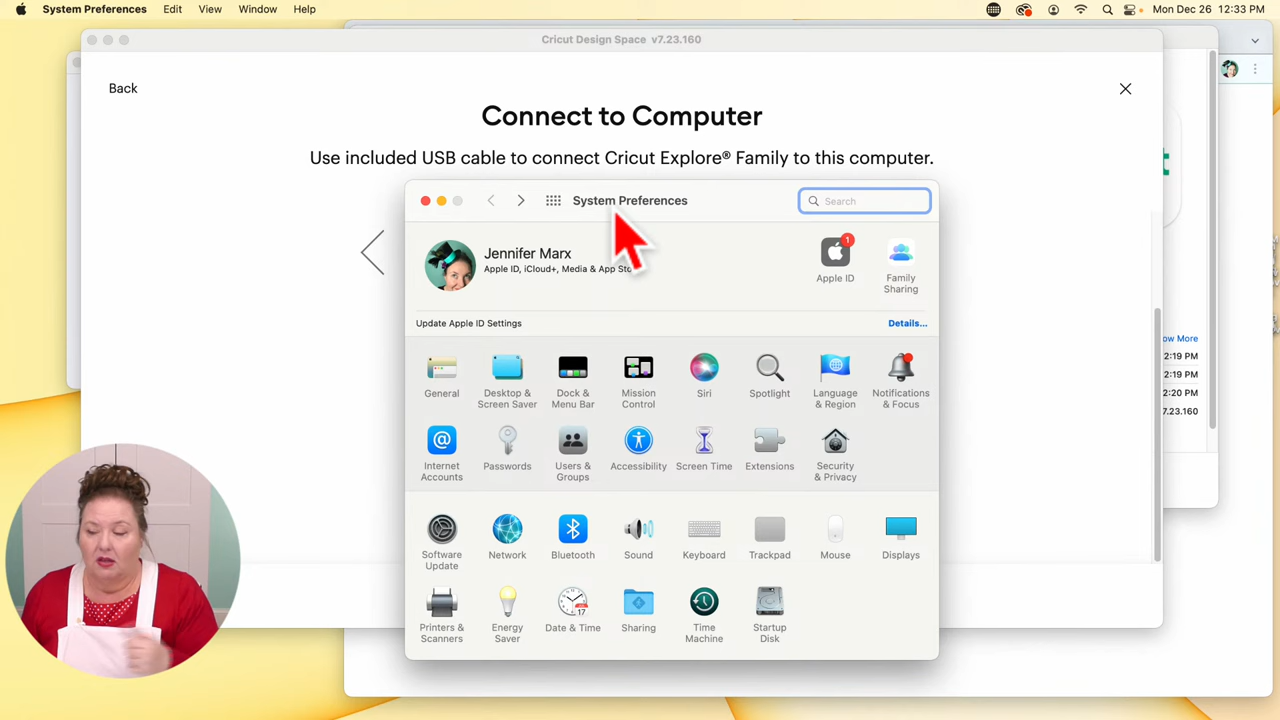 System Preferences Edit View Window Help Mon Dec 26 12:33 PM
Cricut Design Space v7.23.160
Back
Connect to Computer
Use included USB cable to connect Cricut Explore® Family to this computer.
System Preferences
Search
Jennifer Marx
Apple ID, iCloud+, Media & App Sto
1
Apple ID
Family
Sharing
Update Apple ID Settings
Details...
General
Desktop &
Screen Saver
Dock &
Menu Bar
Mission
Control
Siri
Spotlight
Language
& Region
Notifications
& Focus
Internet
Accounts
Passwords
Users &
Groups
Accessibility
Screen Time
Extensions
Security
& Privacy
Software
Update
Network
Bluetooth
Sound
Keyboard
Trackpad
Mouse
Displays
Printers &
Scanners
Energy
Saver
17
Date & Time
Sharing
Time
Machine
Startup
Disk
t
ow More
2:19 PM
2:19 PM
2:20 PM
7.23.160